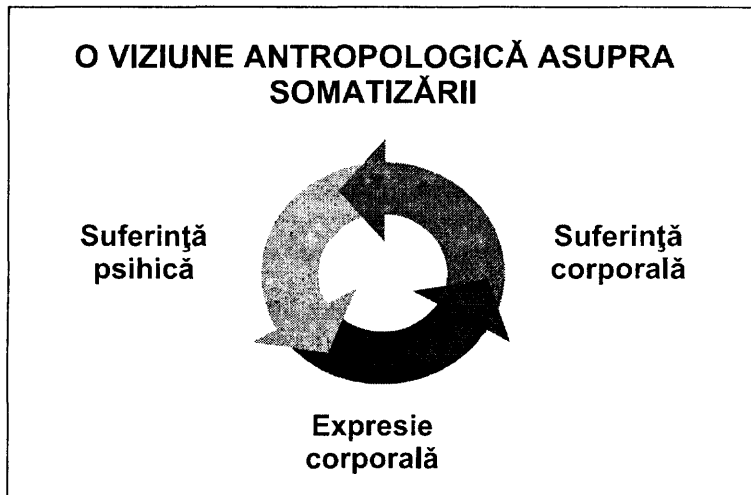 O VIZIUNE ANTROPOLOGICĂ ASUPRA
SOMATIZĂRII
Suferinţă
psihică
Suferinţă
corporală
Expresie
corporală